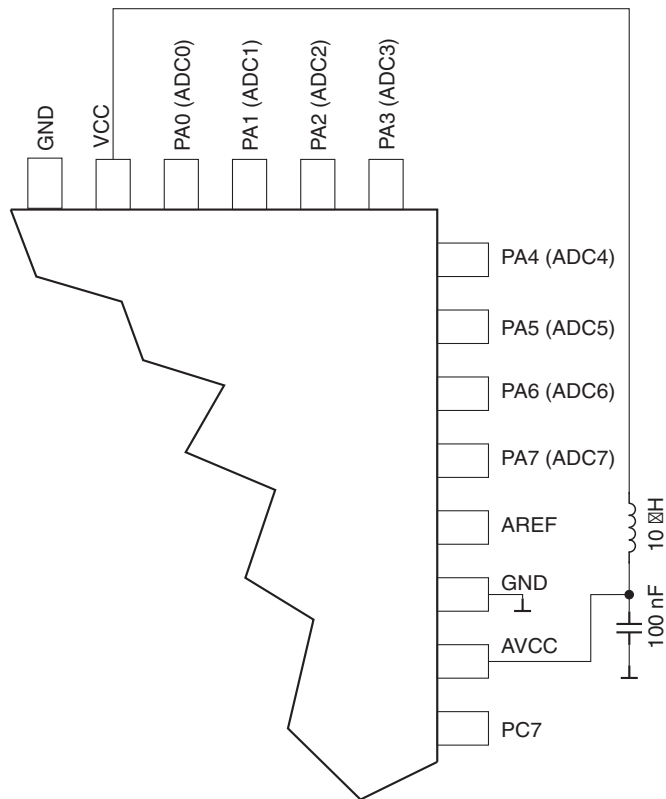 GND
VCC
PA0 (ADC0)
PA1 (ADC1)
PA2 (ADC2)
PA3 (ADC3)
PA4 (ADC4)
PA5 (ADC5)
PA6 (ADC6)
PA7 (ADC7)
AREF
GND
AVCC
PC7
10 H
100 nF